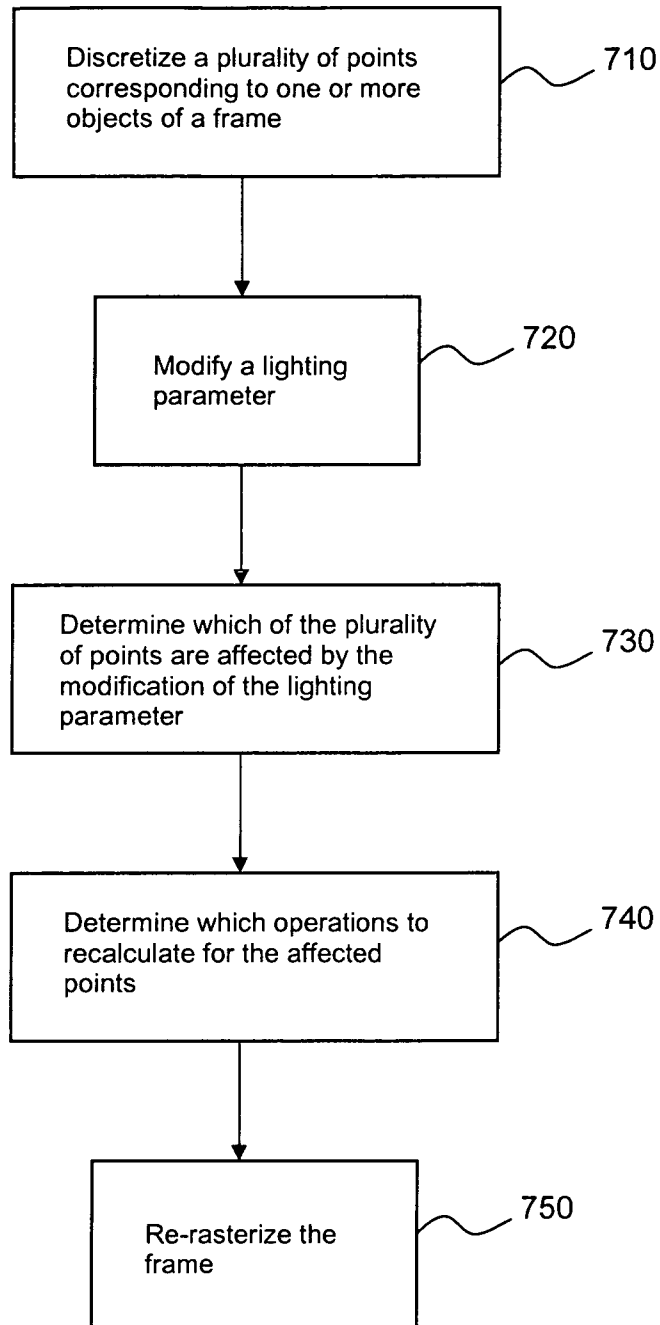 Discretize a plurality of points
corresponding to one or more
objects of a frame
710
Modify a lighting
parameter
720
Determine which of the plurality
of points are affected by the
modification of the lighting
parameter
730
Determine which operations to
recalculate for the affected
points
740
Re-rasterize the
frame
750